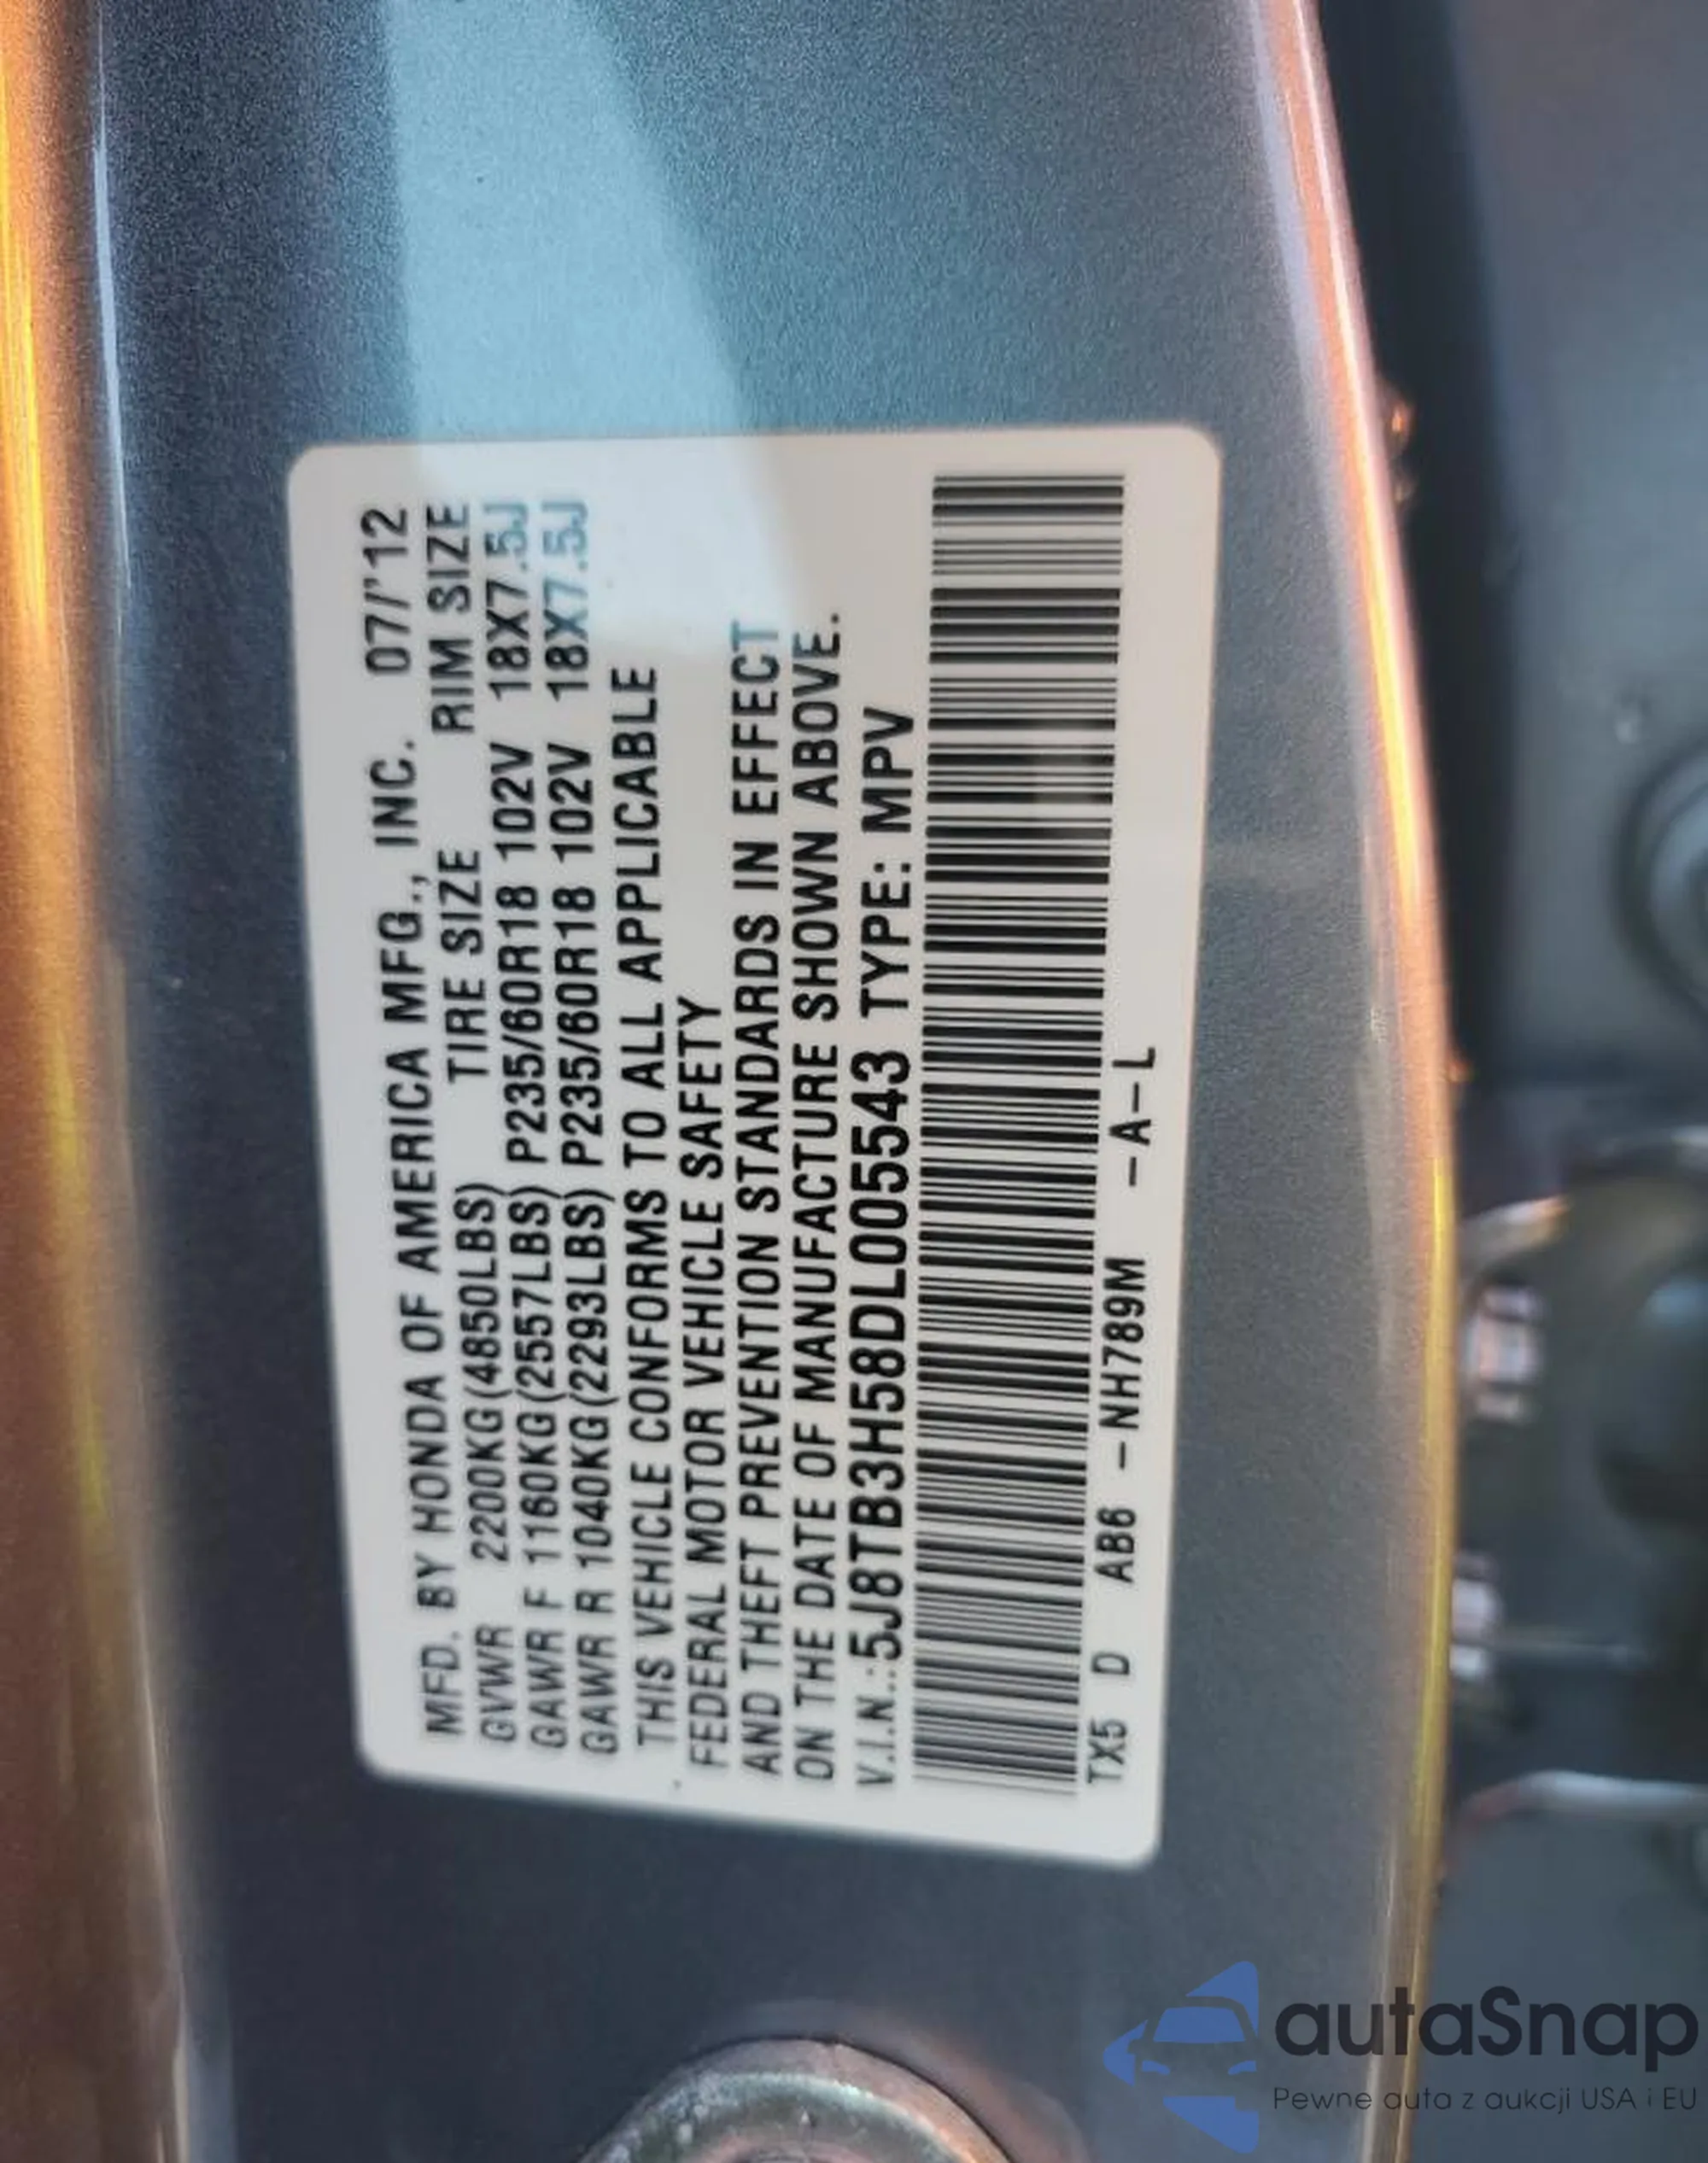 MFD. BY HONDA OF AMERICA MFG., INC. 07/'12
TIRE SIZE RIM SIZE
GVWR 2200KG(4850LBS)
GAWR F 1160KG(2557LBS) P235/60R18 102V 18X7.5J
GAWR R 1040KG(2293LBS) P235/60R18 102V 18X7.5J
THIS VEHICLE CONFORMS TO ALL APPLICABLE
FEDERAL MOTOR VEHICLE SAFETY
AND THEFT PREVENTION STANDARDS IN EFFECT
ON THE DATE OF MANUFACTURE SHOWN ABOVE.
V.I.N.:5J8TB3H58DL005543 TYPE: MPV
TX5 D AB6 -NH789M -A-L
autaSnap
Pewne auta z aukcji USA i EU